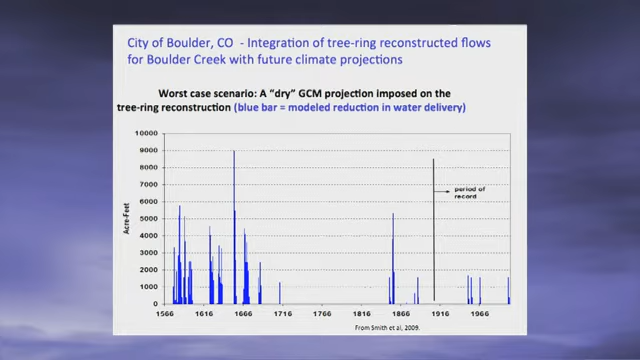 City of Boulder, CO - Integration of tree-ring reconstructed flows
for Boulder Creek with future climate projections
Worst case scenario: A “dry” GCM projection imposed on the
tree-ring reconstruction (blue bar = modeled reduction in water delivery)
10000
9000
8000
7000
6000
5000
4000
3000
2000
1000
0
Acre-Feet
period of
record
1566 1616 1666 1716 1766 1816 1866 1916 1966
From Smith et al, 2009.